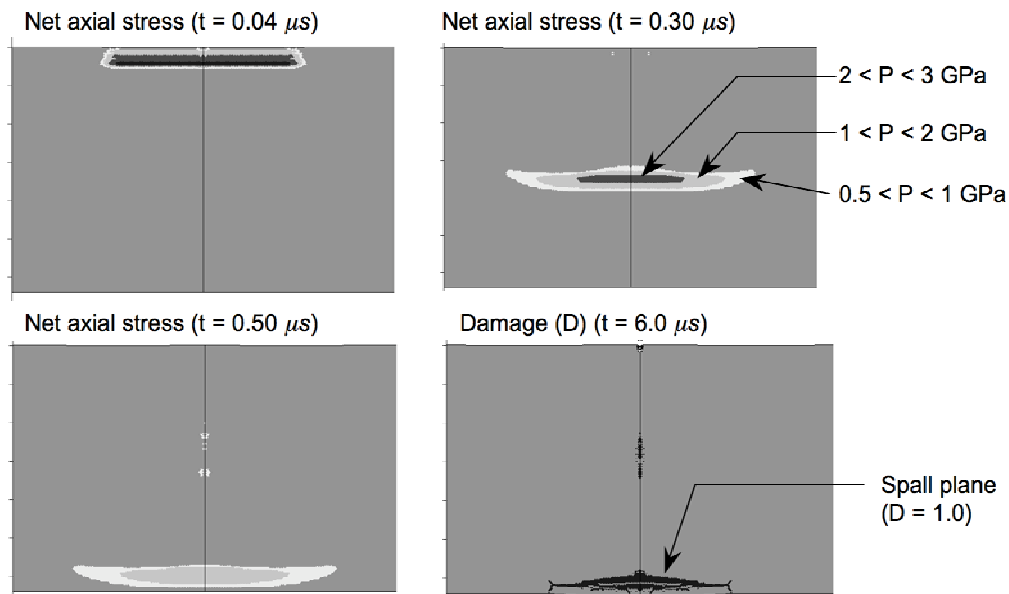 Net axial stress (t = 0.04 μs)
Net axial stress (t = 0.30 μs)
2 < P < 3 GPa
1 < P < 2 GPa
0.5 < P < 1 GPa
Net axial stress (t = 0.50 μs)
Damage (D) (t = 6.0 μs)
Spall plane
(D = 1.0)